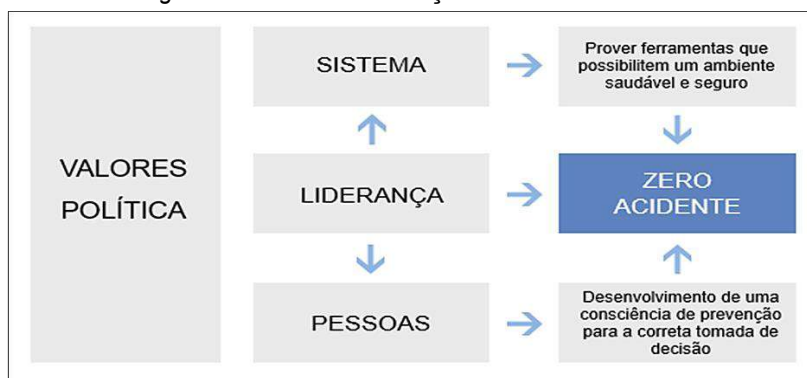 VALORES
POLÍTICA
SISTEMA
Prover ferramentas que
possibilitem um ambiente
saudável e seguro
LIDERANÇA
ZERO
ACIDENTE
PESSOAS
Desenvolvimento de uma
consciência de prevenção
para a correta tomada de
decisão